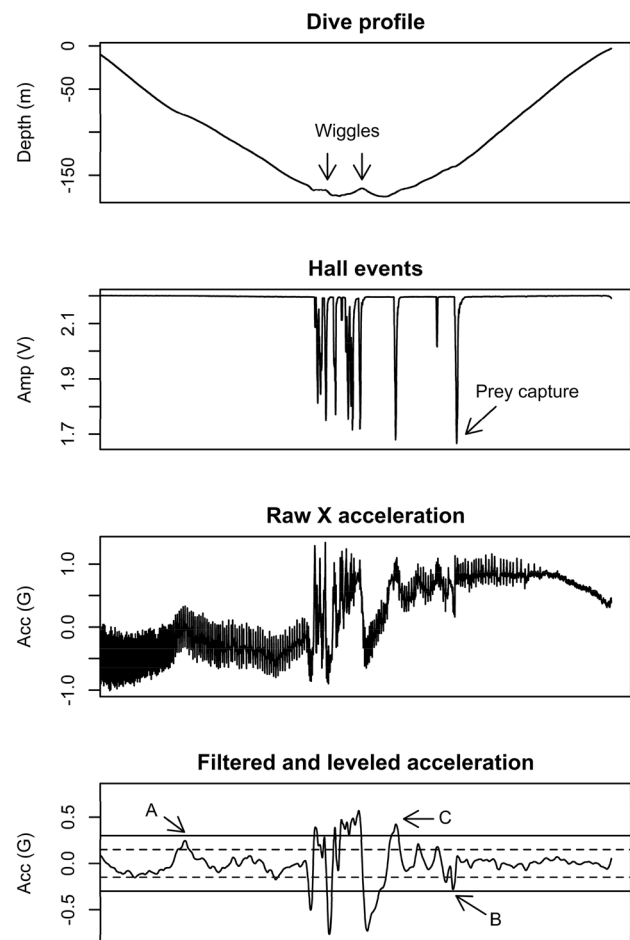 Dive profile
0
-50
-150
Depth (m)
Wiggles
Hall events
2.1
1.9
1.7
Amp (V)
Prey capture
Raw X acceleration
1.0
0.0
-1.0
Acc (G)
Filtered and leveled acceleration
0.5
0.0
-0.5
Acc (G)
A
C
B